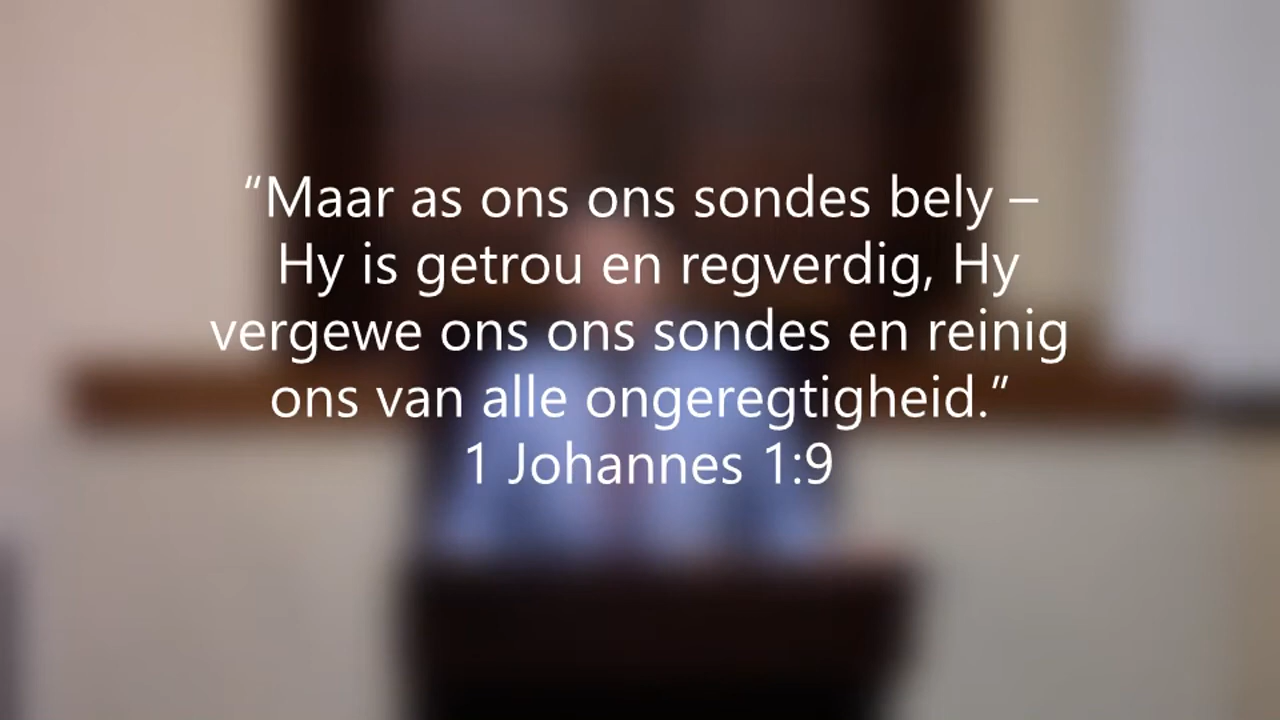 “Maar as ons ons sondes bely –
Hy is getrou en regverdig, Hy
vergewe ons ons sondes en reinig
ons van alle ongeregtigheid.”
1 Johannes 1:9